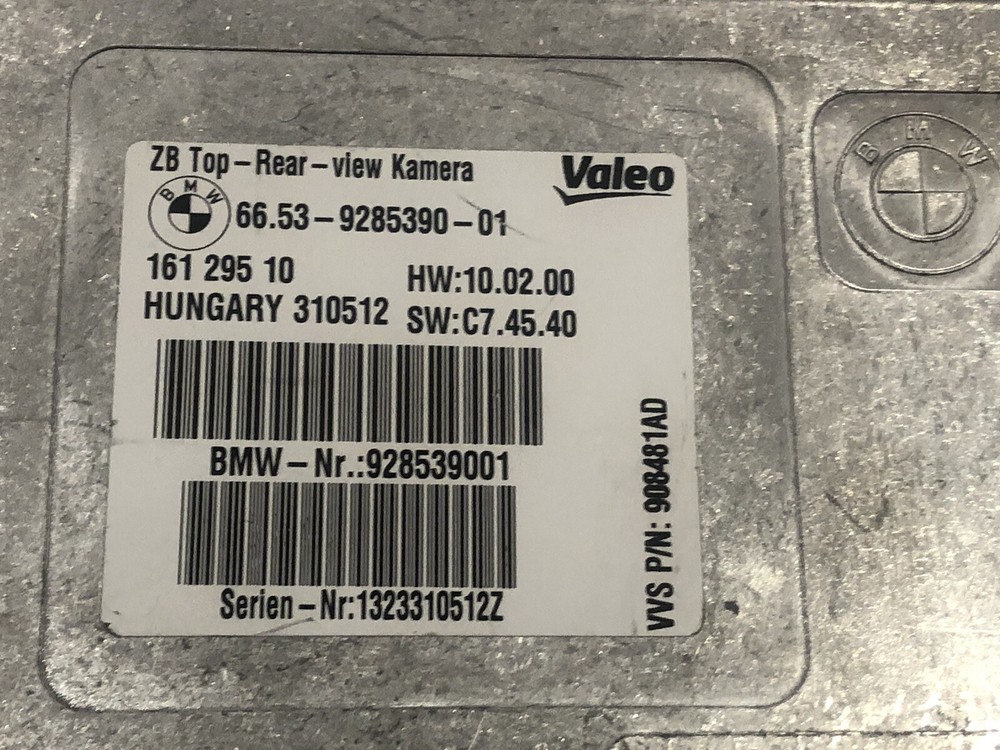 ZB Top-Rear-view Kamera
Valeo
BMW
66.53-9285390-01
161 295 10
HW:10.02.00
HUNGARY 310512
SW:C7.45.40
BMW-Nr.:928539001
Serien-Nr:1323310512Z
VVS P/N: 908481AD
BMW